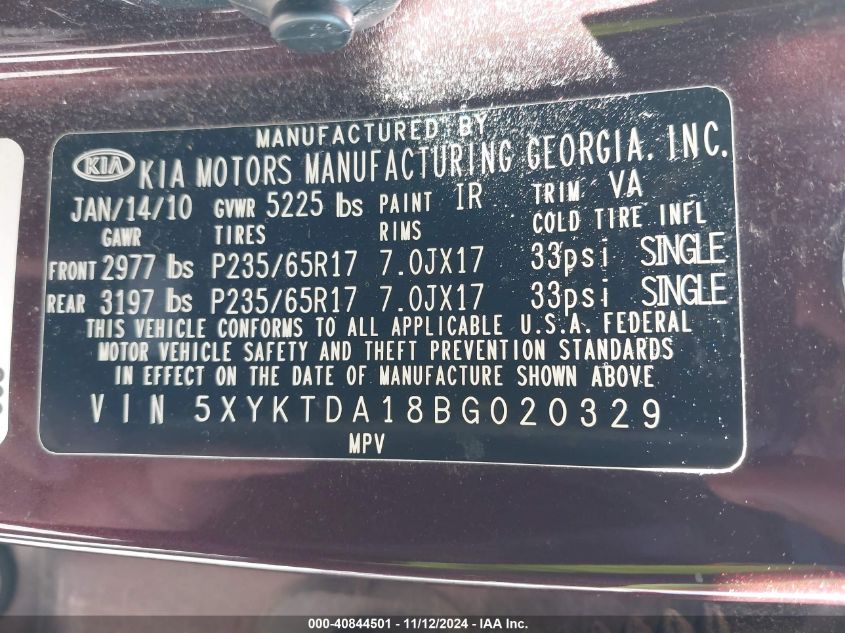 MANUFACTURED BY
KIA KIA MOTORS MANUFACTURING GEORGIA, INC.
JAN/14/10 GVWR 5225 lbs PAINT IR TRIM VA
GAWR TIRES RIMS COLD TIRE INFL
FRONT 2977 lbs P235/65R17 7.0JX17 33psi SINGLE
REAR 3197 lbs P235/65R17 7.0JX17 33psi SINGLE
THIS VEHICLE CONFORMS TO ALL APPLICABLE U.S.A. FEDERAL
MOTOR VEHICLE SAFETY AND THEFT PREVENTION STANDARDS
IN EFFECT ON THE DATE OF MANUFACTURE SHOWN ABOVE
VIN 5XYKTDA18BG020329
MPV
000-40844501 - 11/12/2024 - IAA Inc.